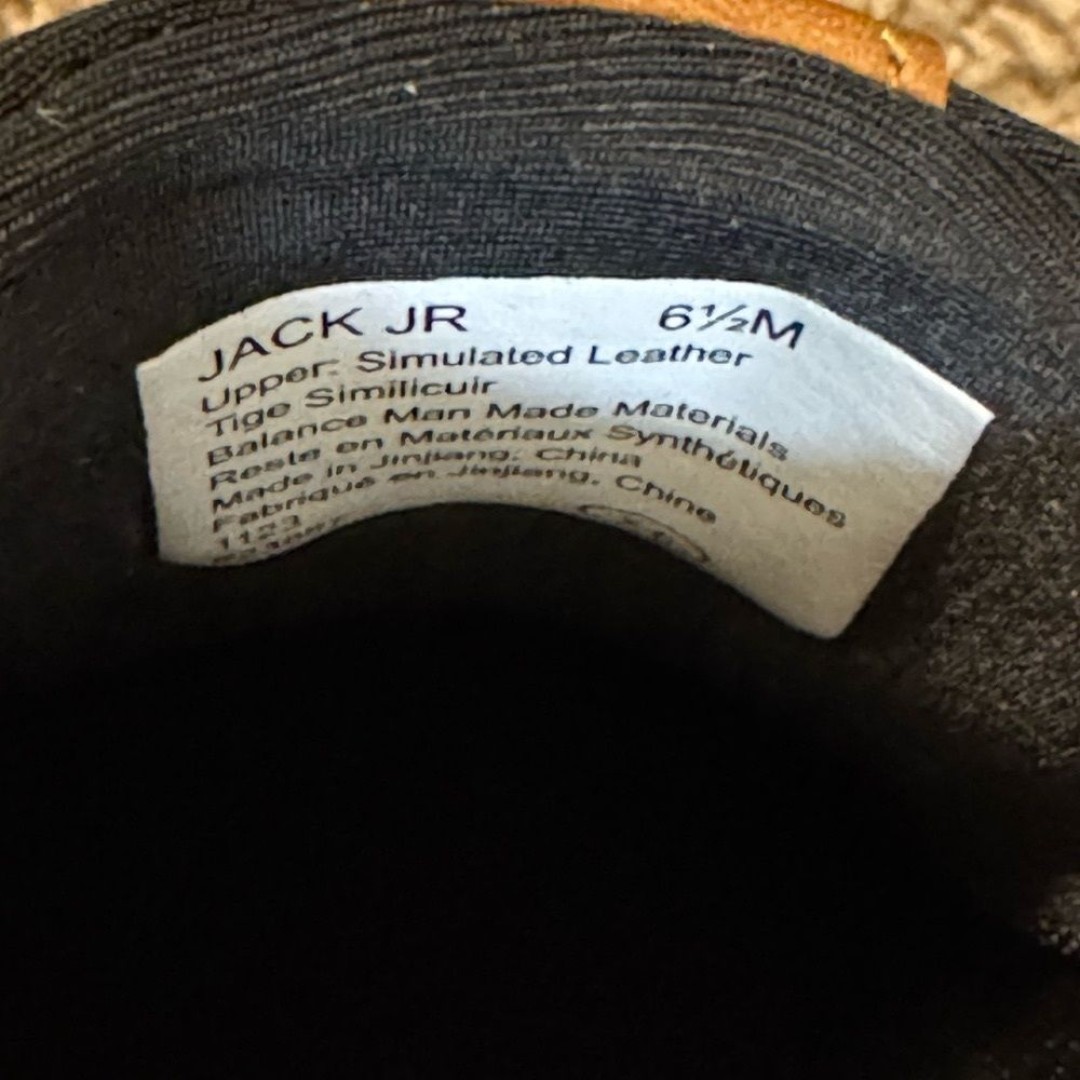 JACK JR 6½M
Upper: Simulated Leather
Tige Similicuir
Balance Man Made Materials
Reste en Matériaux Synthétiques
Made in Jinjiang, China
Fabriqué en Jinjiang, Chine
1123